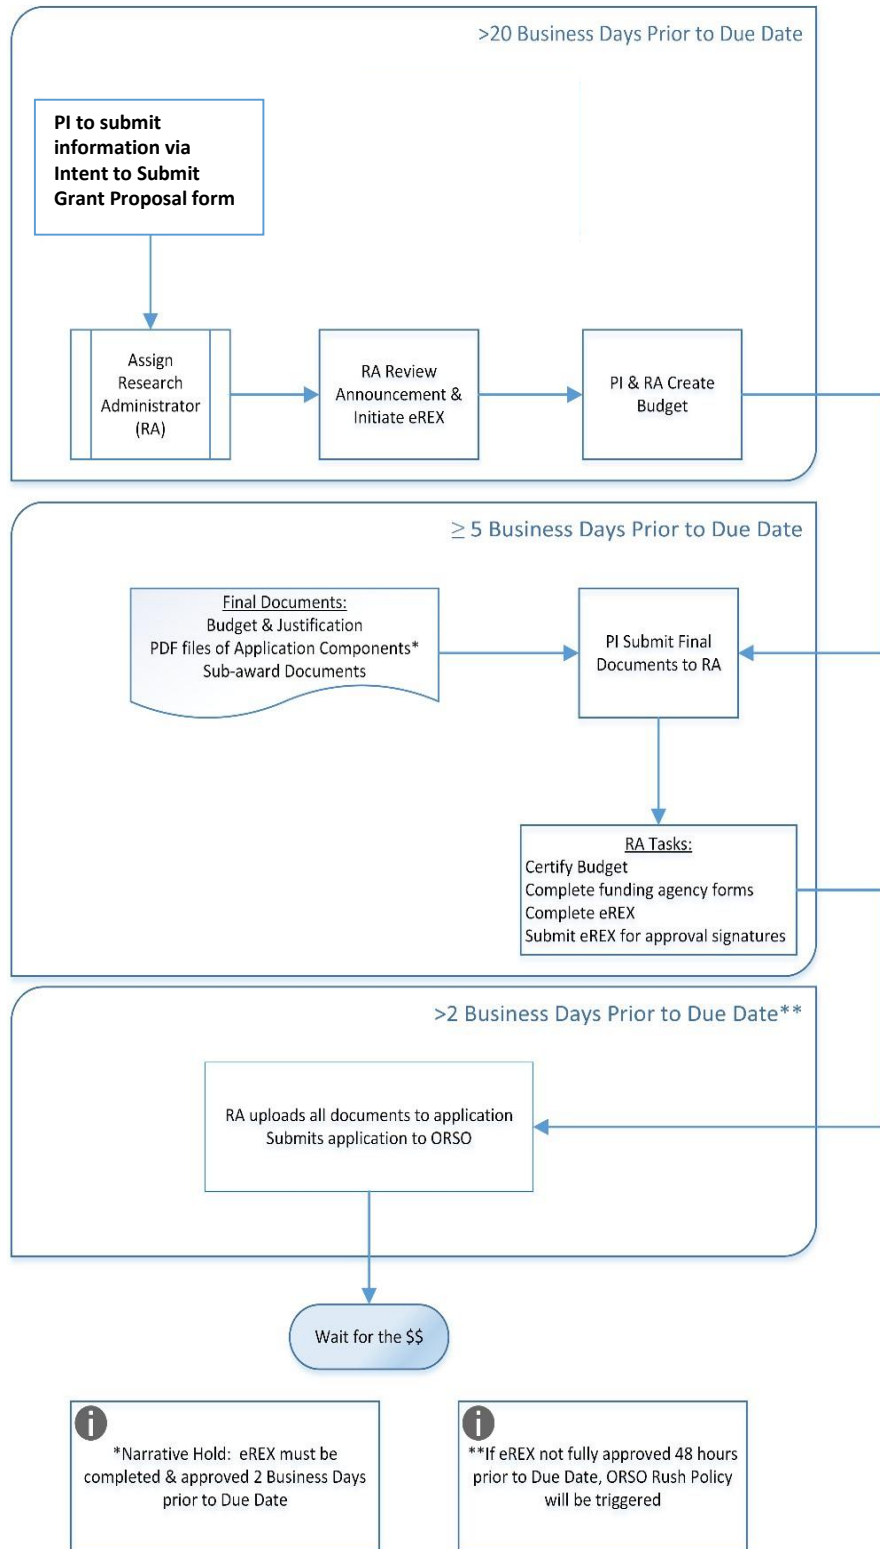 >20 Business Days Prior to Due Date
PI to submit
information via
Intent to Submit
Grant Proposal form
Assign
Research
Administrator
(RA)
RA Review
Announcement &
Initiate eREX
PI & RA Create
Budget
≥ 5 Business Days Prior to Due Date
Final Documents:
Budget & Justification
PDF files of Application Components*
Sub-award Documents
PI Submit Final
Documents to RA
RA Tasks:
Certify Budget
Complete funding agency forms
Complete eREX
Submit eREX for approval signatures
>2 Business Days Prior to Due Date**
RA uploads all documents to application
Submits application to ORSO
Wait for the $$
i
*Narrative Hold:  eREX must be
completed & approved 2 Business Days
prior to Due Date
i
**If eREX not fully approved 48 hours
prior to Due Date, ORSO Rush Policy
will be triggered